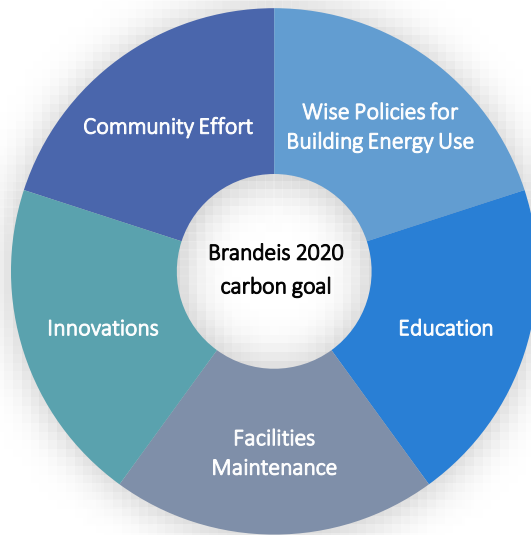 Community Effort
Wise Policies for
Building Energy Use
Brandeis 2020
carbon goal
Innovations
Education
Facilities
Maintenance